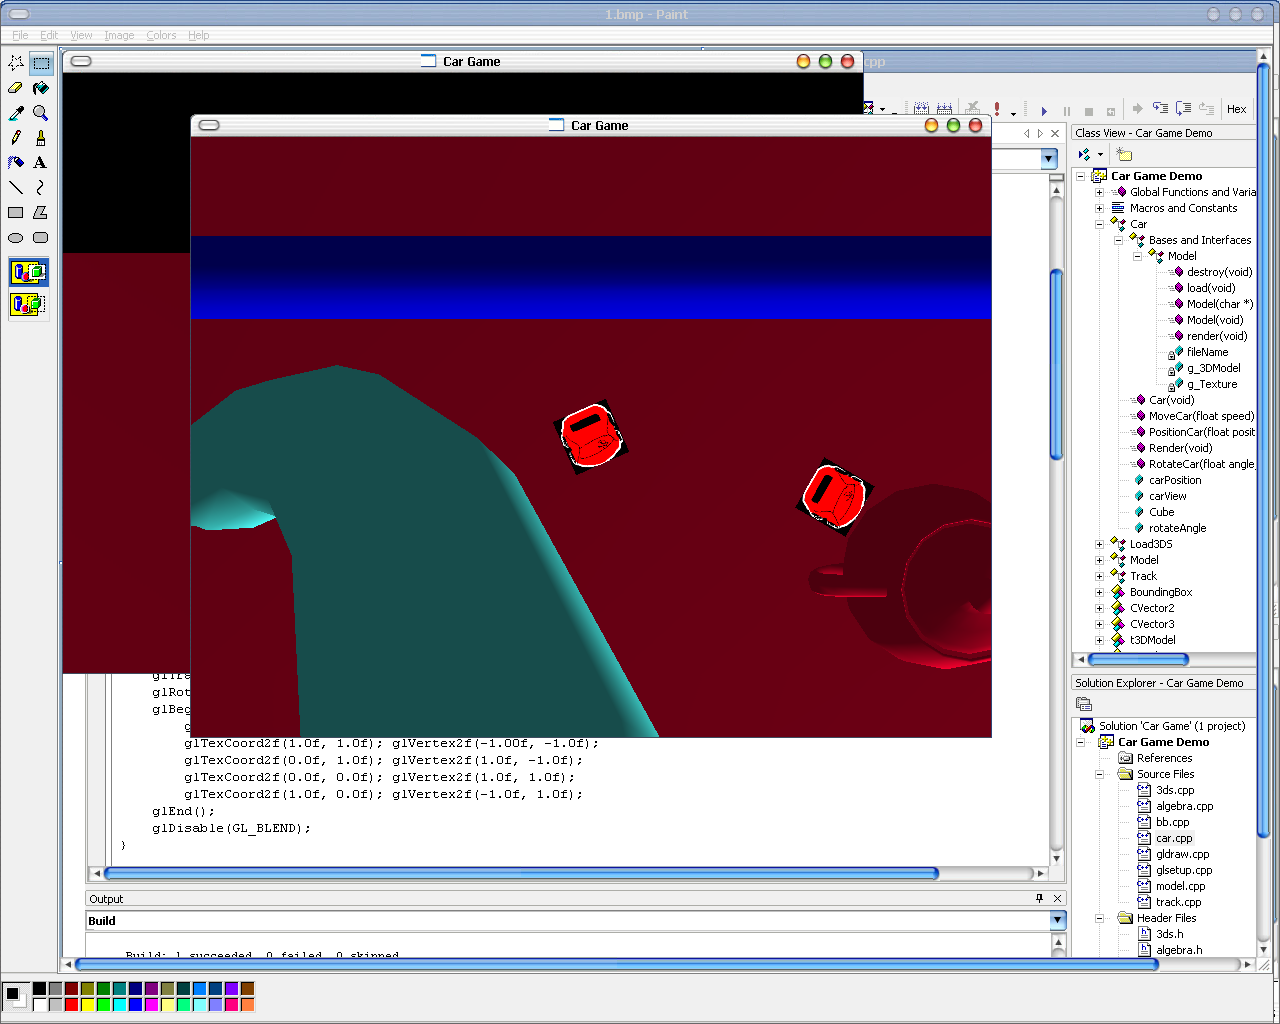 1.bmp - Paint
File Edit View Image Colors Help
Car Game
cpp
Car Game
Hex
Class View - Car Game Demo
Car Game Demo
Global Functions and Varia
Macros and Constants
Car
Bases and Interfaces
Model
destroy(void)
load(void)
Model(char *)
Model(void)
render(void)
fileName
g_3DModel
g_Texture
Car(void)
MoveCar(float speed)
PositionCar(float posit
Render(void)
RotateCar(float angle,
carPosition
carView
Cube
rotateAngle
Load3DS
Model
Track
BoundingBox
CVector2
CVector3
t3DModel
Solution Explorer - Car Game Demo
Solution 'Car Game' (1 project)
Car Game Demo
References
Source Files
3ds.cpp
algebra.cpp
bb.cpp
car.cpp
gldraw.cpp
glsetup.cpp
model.cpp
track.cpp
Header Files
3ds.h
algebra.h
glTra
glRot
glBeg
g
glTexCoord2f(1.0f, 1.0f); glVertex2f(-1.00f, -1.0f);
glTexCoord2f(0.0f, 1.0f); glVertex2f(1.0f, -1.0f);
glTexCoord2f(0.0f, 0.0f); glVertex2f(1.0f, 1.0f);
glTexCoord2f(1.0f, 0.0f); glVertex2f(-1.0f, 1.0f);
glEnd();
glDisable(GL_BLEND);
}
Output
Build
Build: 1 succeeded, 0 failed, 0 skipped